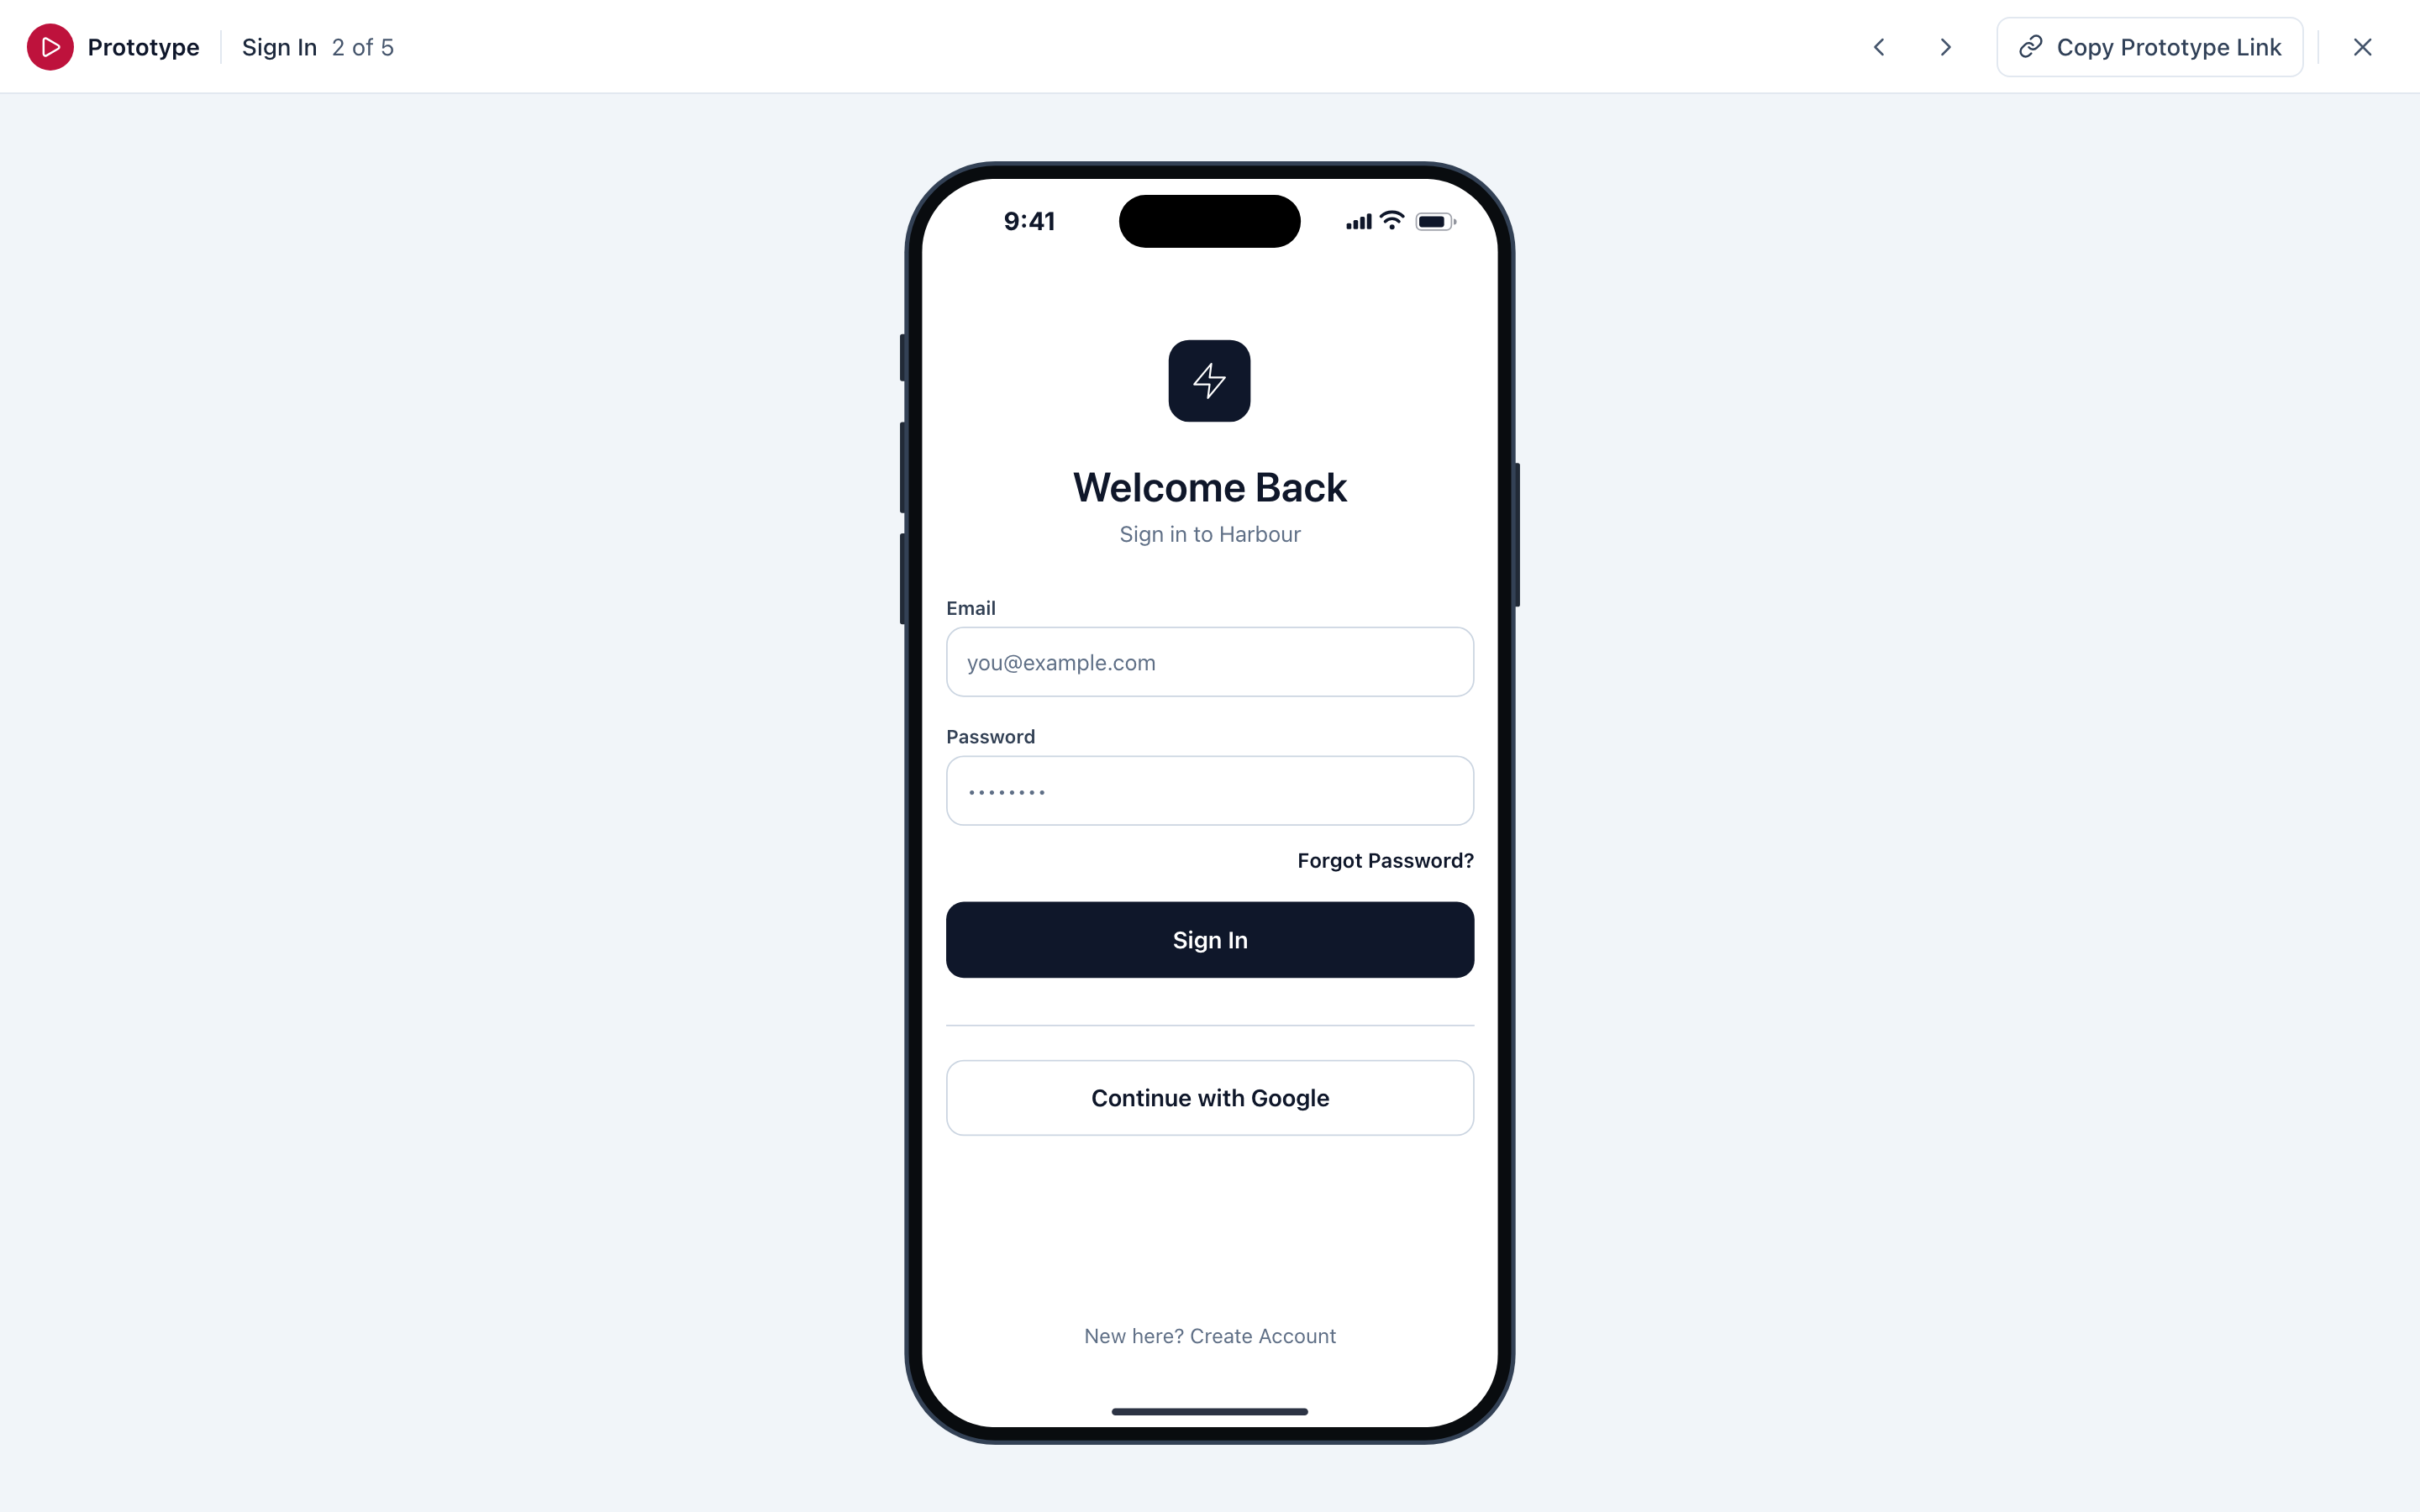 Prototype
Sign In 2 of 5
Copy Prototype Link
9:41
Welcome Back
Sign in to Harbour
Email
you@example.com
Password
••••••••
Forgot Password?
Sign In
Continue with Google
New here? Create Account